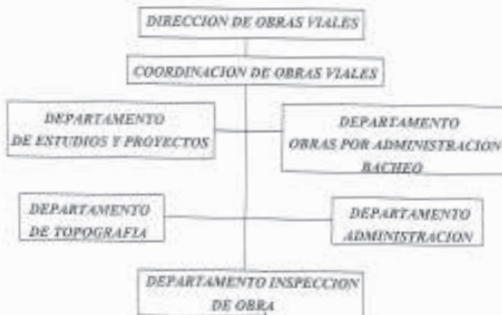 DIRECCION DE OBRAS VIALES
COORDINACION DE OBRAS VIALES
DEPARTAMENTO
DE ESTUDIOS Y PROYECTOS
DEPARTAMENTO
OBRAS POR ADMINISTRACION
BACHEO
DEPARTAMENTO
DE TOPOGRAFIA
DEPARTAMENTO
ADMINISTRACION
DEPARTAMENTO INSPECCION
DE OBRA